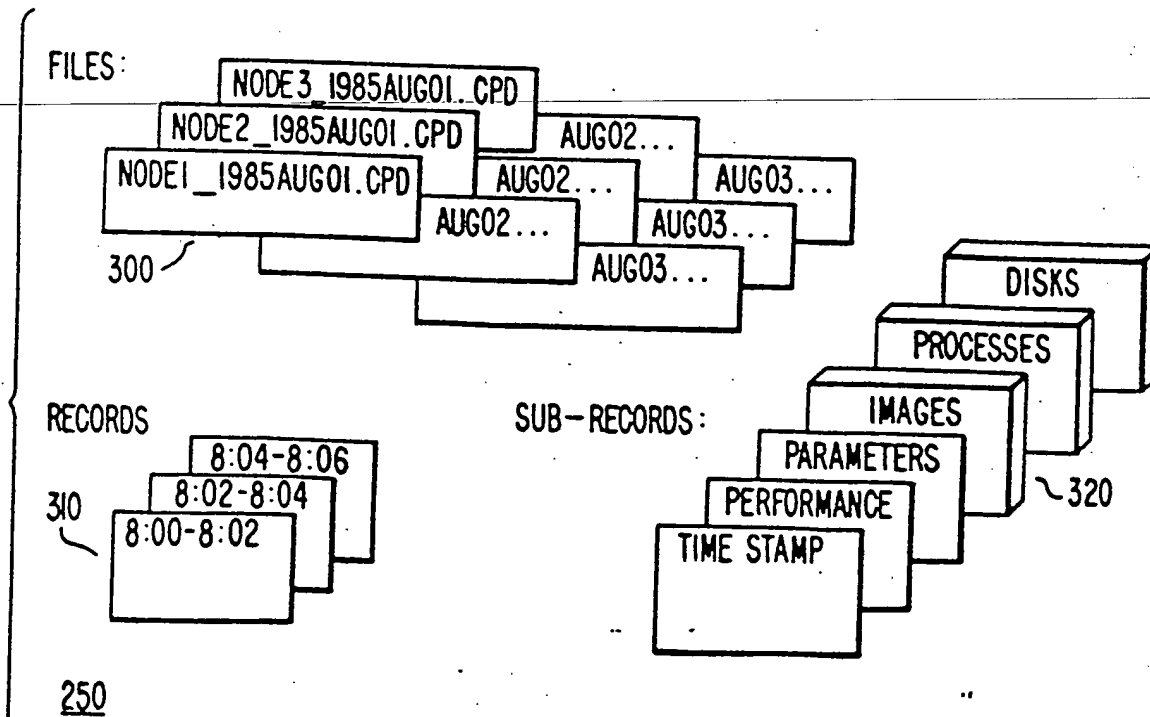 FILES:
NODE3_1985AUG01.CPD
NODE2_1985AUG01.CPD
NODE1_1985AUG01.CPD
AUG02...
AUG02...
AUG02...
AUG03...
AUG03...
AUG03...
300
DISKS
PROCESSES
IMAGES
PARAMETERS
PERFORMANCE
TIME STAMP
SUB-RECORDS:
320
RECORDS
8:04-8:06
8:02-8:04
8:00-8:02
310
250